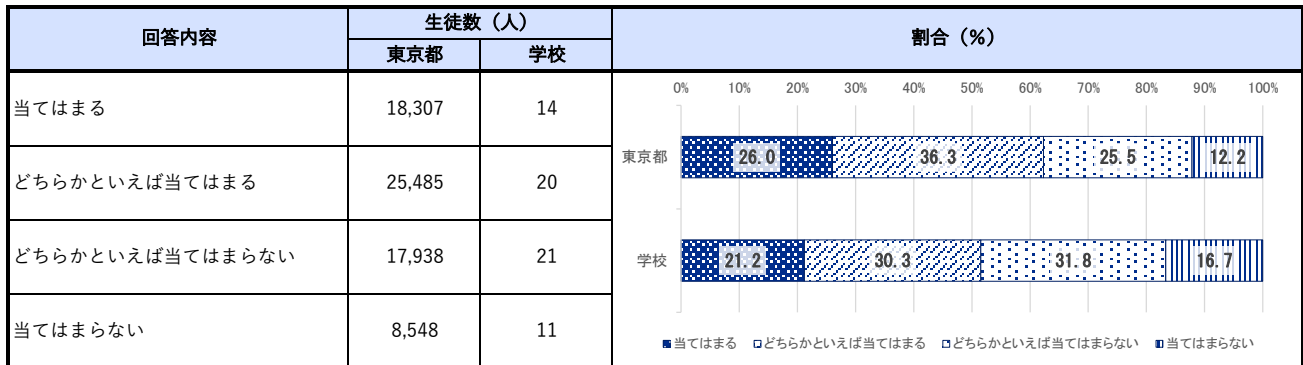 回答内容
生徒数（人）
割合（%）
東京都
学校
当てはまる
18,307
14
どちらかといえば当てはまる
25,485
20
どちらかといえば当てはまらない
17,938
21
当てはまらない
8,548
11
0% 10% 20% 30% 40% 50% 60% 70% 80% 90% 100%
東京都 26.0 36.3 25.5 12.2
学校 21.2 30.3 31.8 16.7
当てはまる どちらかといえば当てはまる どちらかといえば当てはまらない 当てはまらない